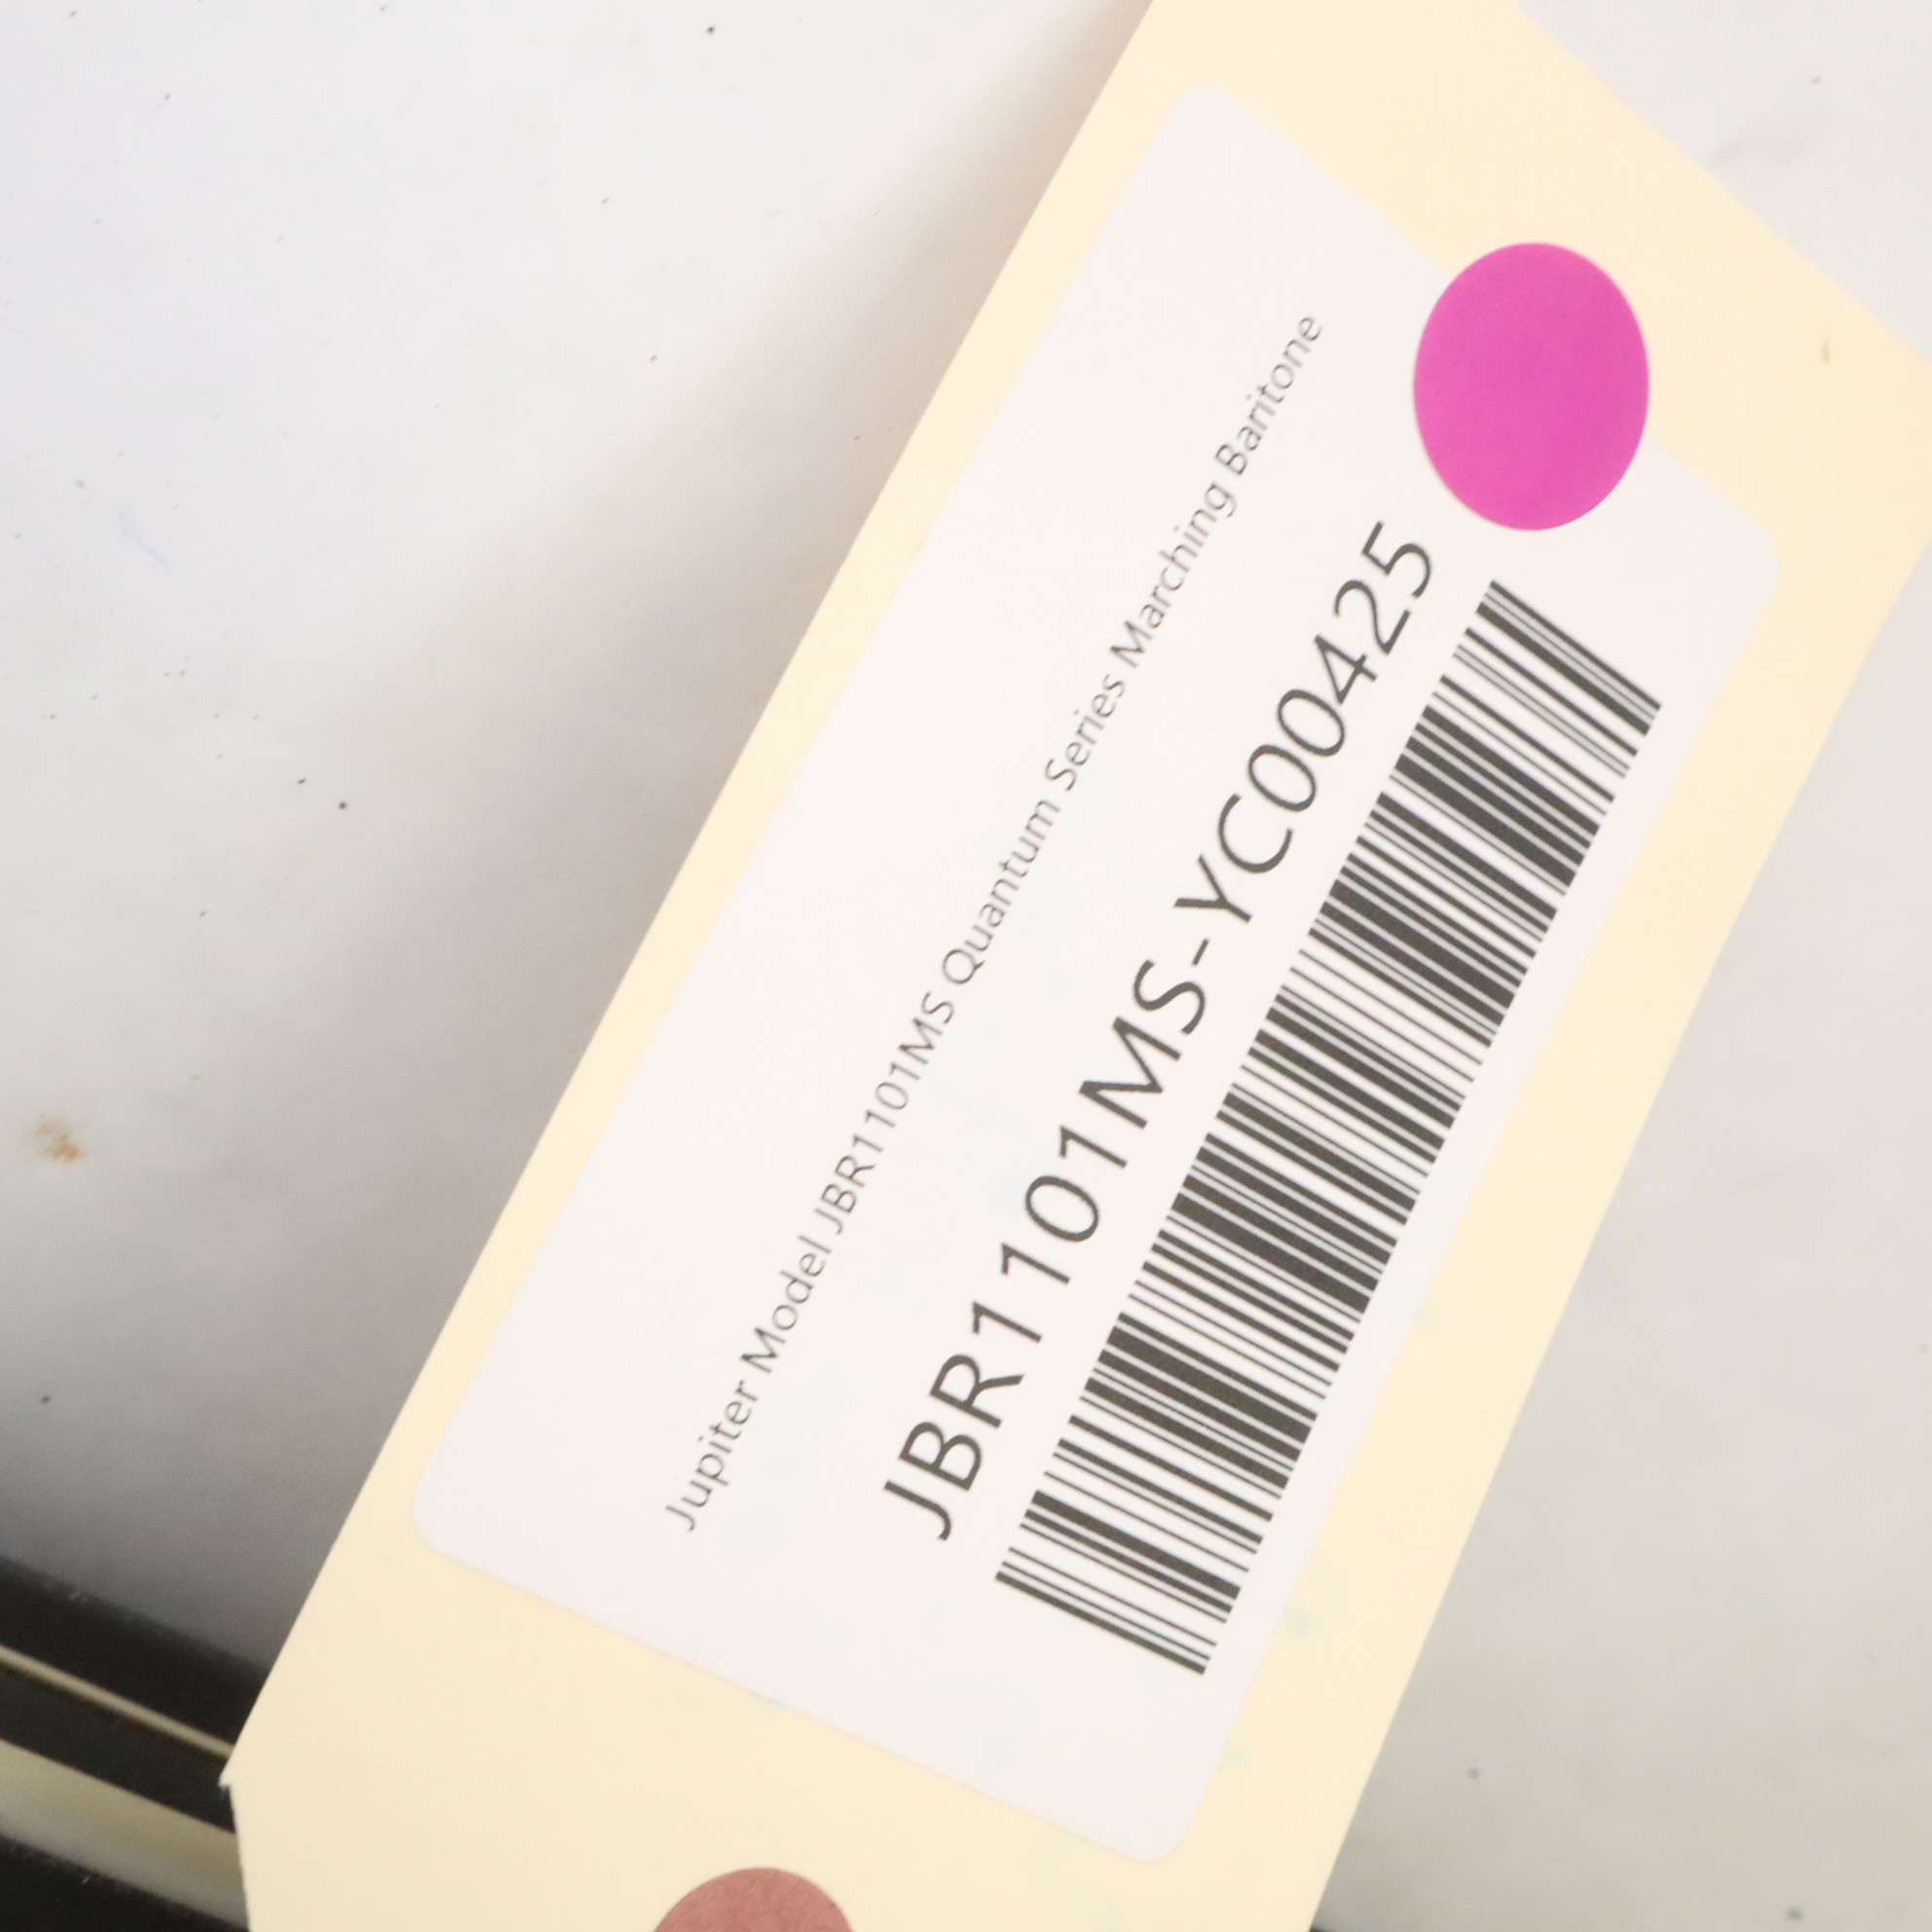 Jupiter Model JBR1101MS Quantum Series Marching Baritone
JBR1101MS-YC00425